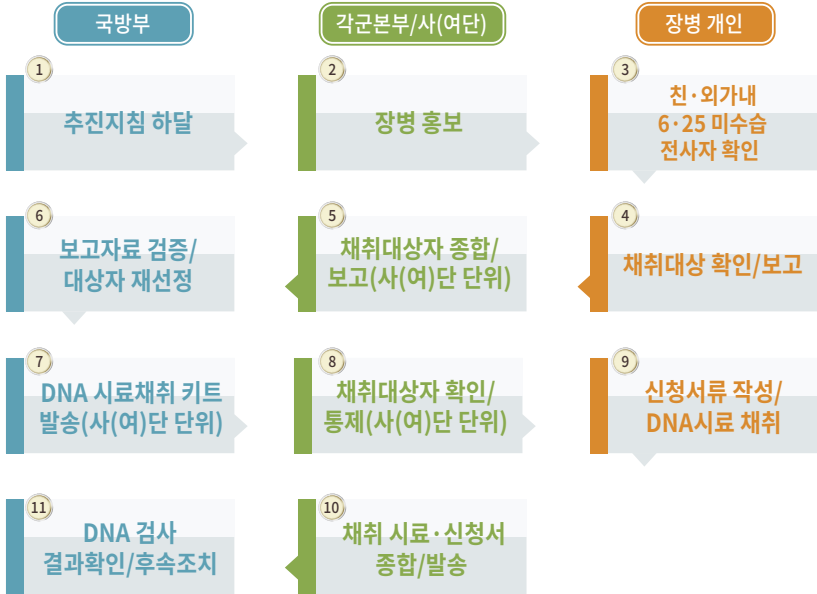 국방부
각군본부/사(여단)
장병 개인
1
추진지침 하달
2
장병 홍보
3
친·외가내
6·25 미수습
전사자 확인
4
채취대상 확인/보고
5
채취대상자 종합/
보고(사(여)단 단위)
6
보고자료 검증/
대상자 재선정
7
DNA 시료채취 키트
발송(사(여)단 단위)
8
채취대상자 확인/
통제(사(여)단 단위)
9
신청서류 작성/
DNA시료 채취
10
채취 시료·신청서
종합/발송
11
DNA 검사
결과확인/후속조치